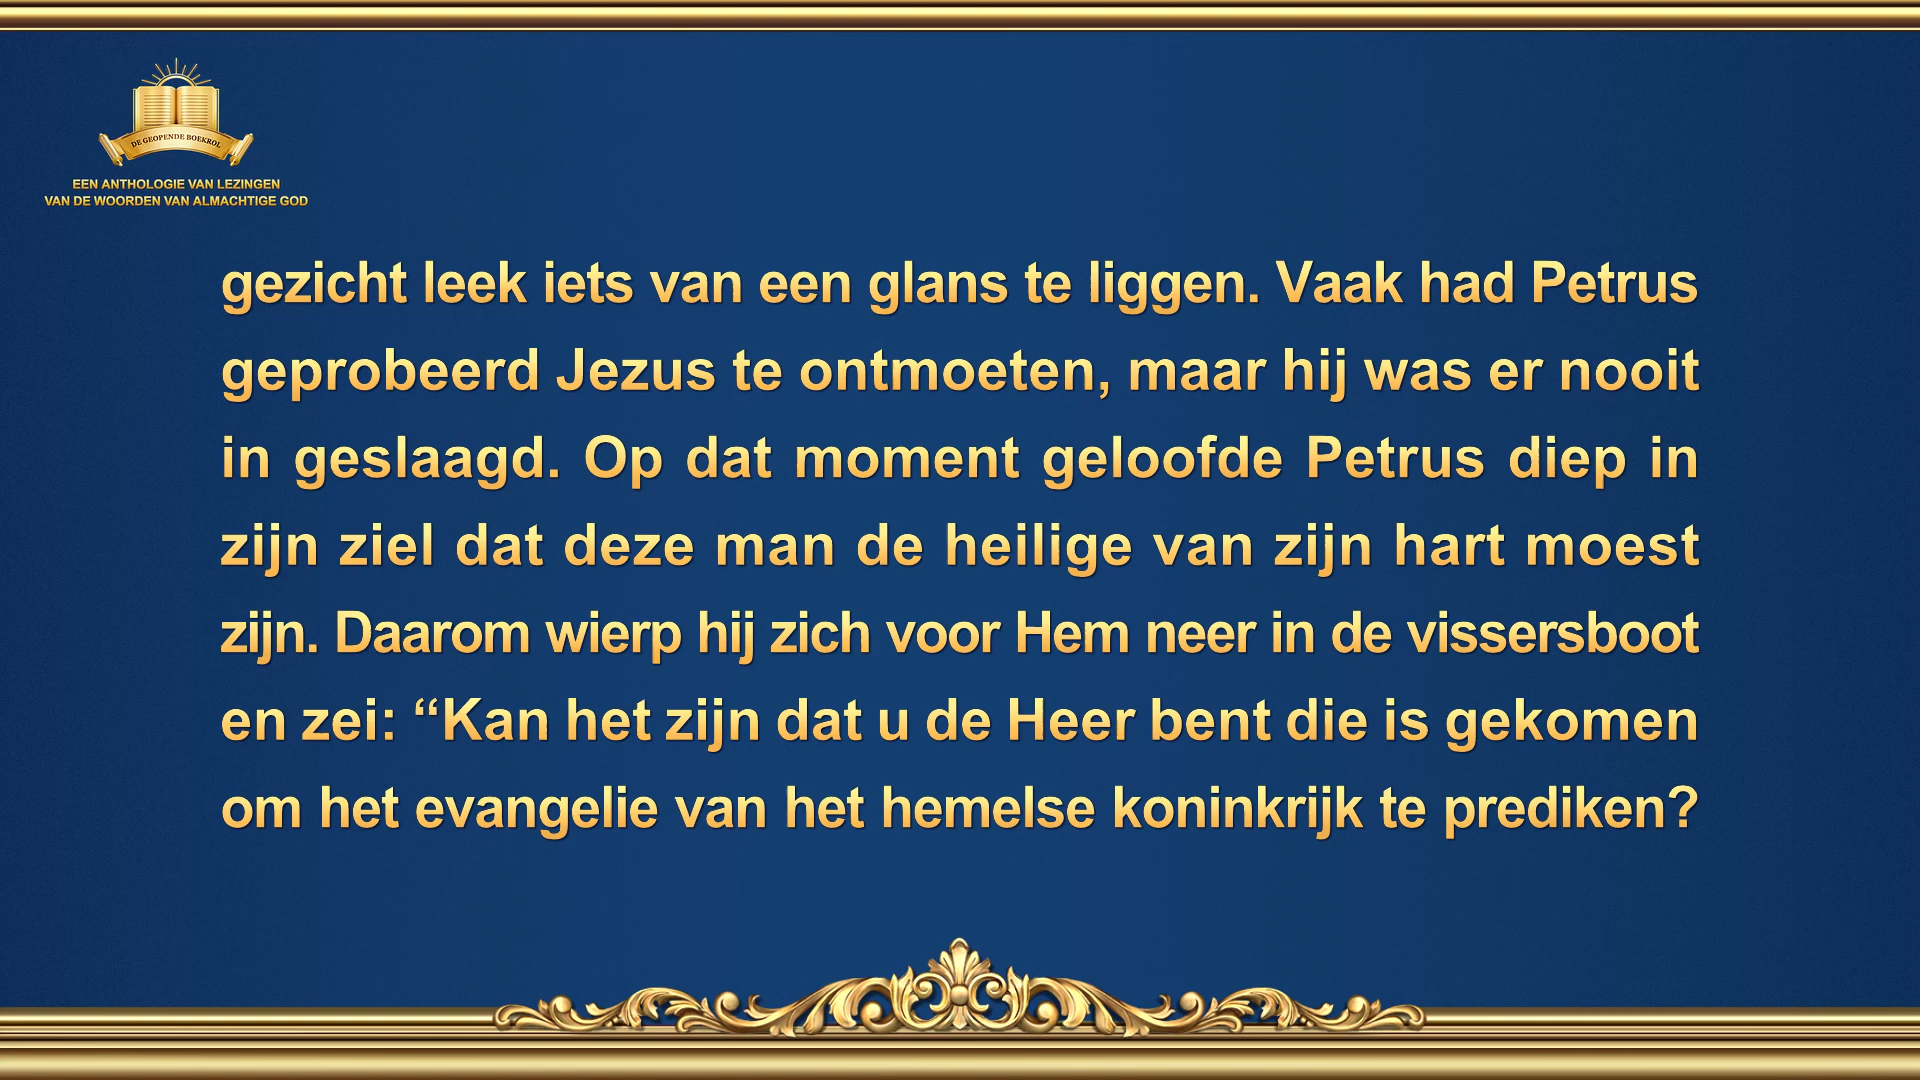 DE GEOPENDE BOEKROL
EEN ANTHOLOGIE VAN LEZINGEN
VAN DE WOORDEN VAN ALMACHTIGE GOD
gezicht leek iets van een glans te liggen. Vaak had Petrus
geprobeerd Jezus te ontmoeten, maar hij was er nooit
in geslaagd. Op dat moment geloofde Petrus diep in
zijn ziel dat deze man de heilige van zijn hart moest
zijn. Daarom wierp hij zich voor Hem neer in de vissersboot
en zei: “Kan het zijn dat u de Heer bent die is gekomen
om het evangelie van het hemelse koninkrijk te prediken?